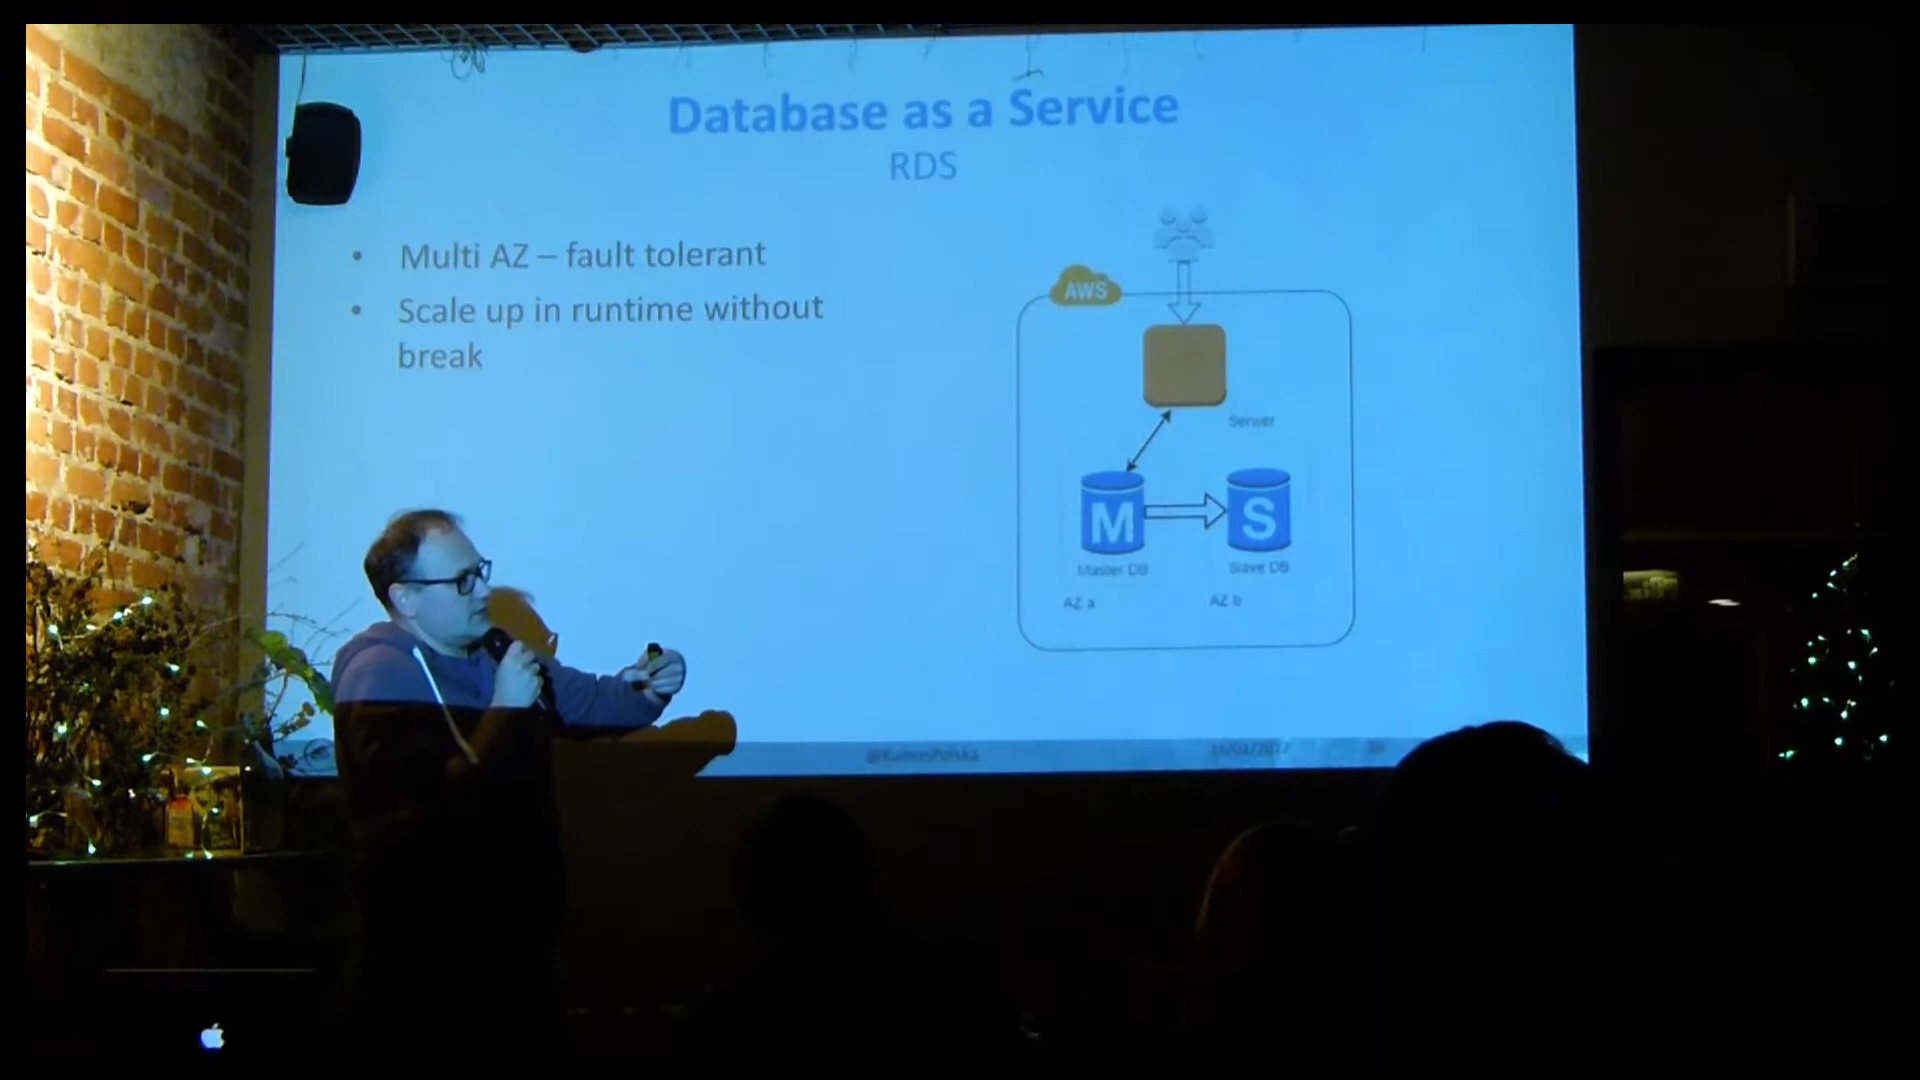 Database as a Service
RDS
• Multi AZ – fault tolerant
• Scale up in runtime without
break
AWS
Server
M
S
Master DB
Slave DB
AZ a
AZ b
@KainosPolska